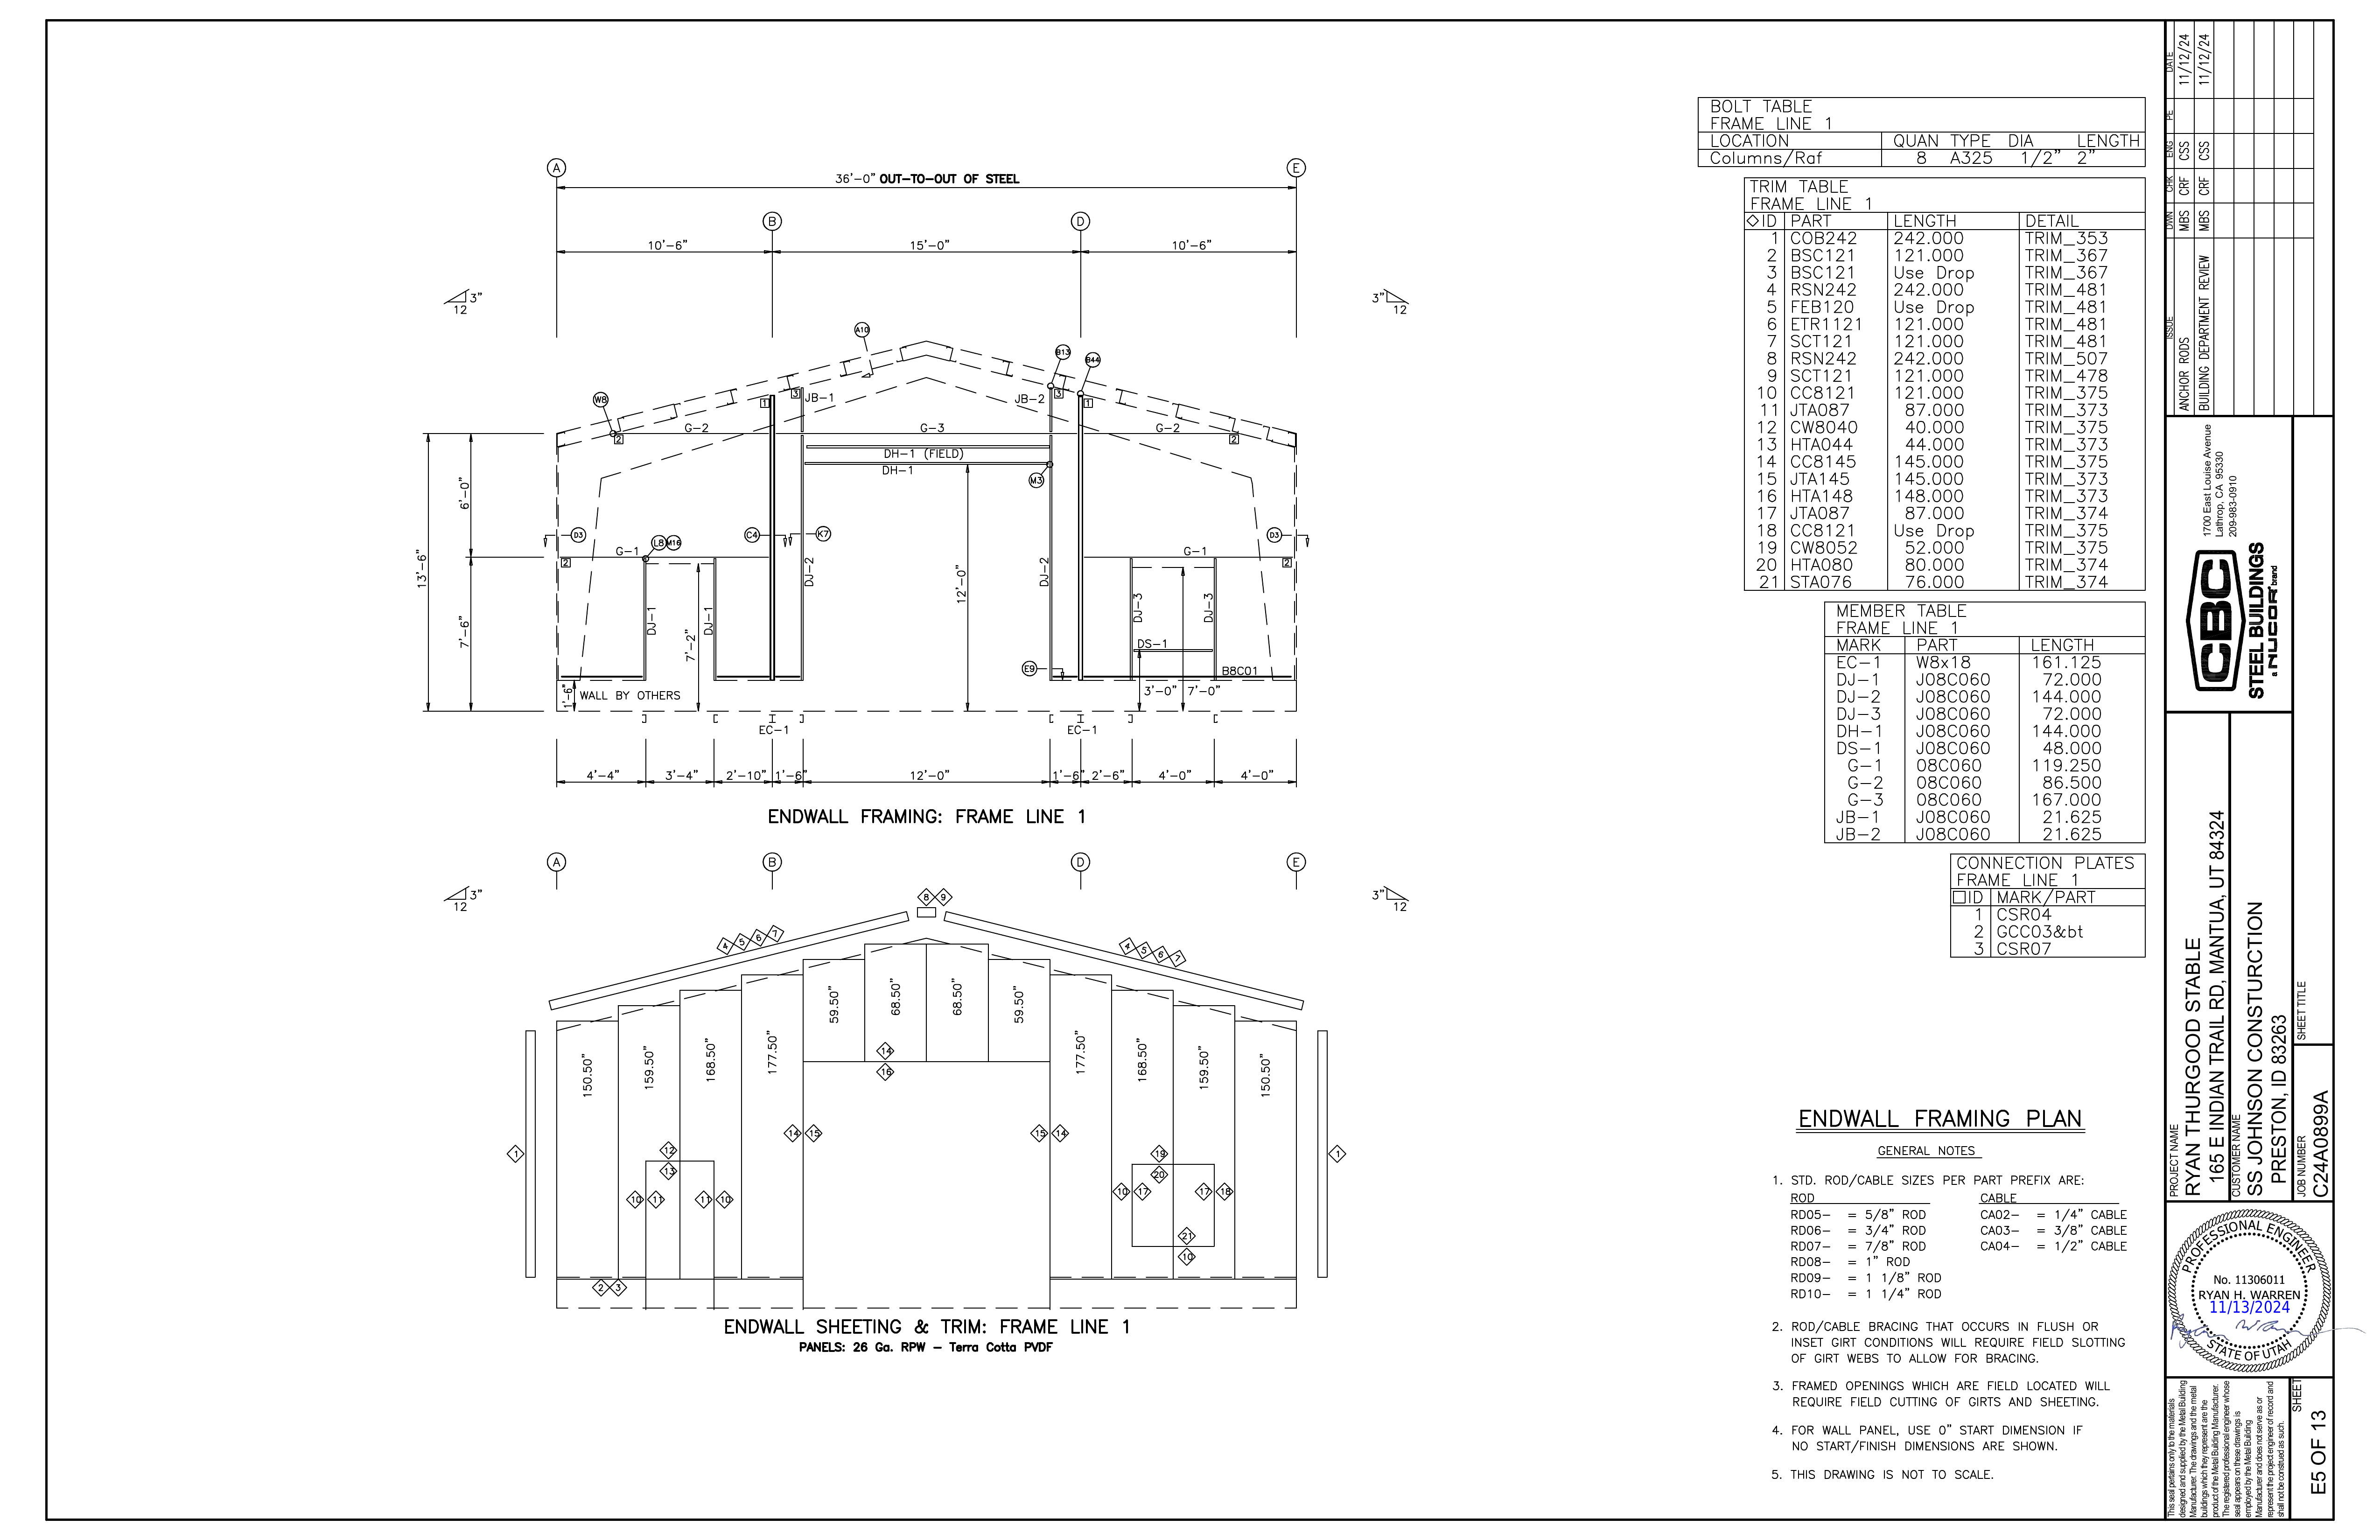 A
E
36'-0" OUT-TO-OUT OF STEEL
B
D
10'-6"
15'-0"
10'-6"
3"
12
3"
12
A10
B13
B44
W8
1
3
JB-1
JB-2
3
1
G-2
G-3
G-2
2
2
DH-1 (FIELD)
DH-1
M3
6'-0"
13'-6"
7'-6"
D3
C4
K7
D3
L8
M16
G-1
G-1
2
2
DJ-2
DJ-2
12'-0"
DJ-1
DJ-1
7'-2"
DJ-3
DJ-3
DS-1
E9
B8C01
1'-6"
WALL BY OTHERS
3'-0"
7'-0"
EC-1
EC-1
4'-4"
3'-4"
2'-10"
1'-6"
12'-0"
1'-6"
2'-6"
4'-0"
4'-0"
ENDWALL FRAMING: FRAME LINE 1
A
B
D
E
3"
12
3"
12
8 9
4 5 6 7
4 5 6 7
150.50"
159.50"
168.50"
177.50"
59.50"
68.50"
68.50"
59.50"
177.50"
168.50"
159.50"
150.50"
14
16
14 15
15 14
1
1
12
13
10 11
11 10
19
20
10 17
17 18
21
10
2 3
ENDWALL SHEETING & TRIM: FRAME LINE 1
PANELS: 26 Ga. RPW - Terra Cotta PVDF
BOLT TABLE
FRAME LINE 1
LOCATION QUAN TYPE DIA LENGTH
Columns/Raf 8 A325 1/2" 2"
TRIM TABLE
FRAME LINE 1
◇ID PART LENGTH DETAIL
1 COB242 242.000 TRIM_353
2 BSC121 121.000 TRIM_367
3 BSC121 Use Drop TRIM_367
4 RSN242 242.000 TRIM_481
5 FEB120 Use Drop TRIM_481
6 ETR1121 121.000 TRIM_481
7 SCT121 121.000 TRIM_481
8 RSN242 242.000 TRIM_507
9 SCT121 121.000 TRIM_478
10 CC8121 121.000 TRIM_375
11 JTA087 87.000 TRIM_373
12 CW8040 40.000 TRIM_375
13 HTA044 44.000 TRIM_373
14 CC8145 145.000 TRIM_375
15 JTA145 145.000 TRIM_373
16 HTA148 148.000 TRIM_373
17 JTA087 87.000 TRIM_374
18 CC8121 Use Drop TRIM_375
19 CW8052 52.000 TRIM_375
20 HTA080 80.000 TRIM_374
21 STA076 76.000 TRIM_374
MEMBER TABLE
FRAME LINE 1
MARK PART LENGTH
EC-1 W8x18 161.125
DJ-1 J08C060 72.000
DJ-2 J08C060 144.000
DJ-3 J08C060 72.000
DH-1 J08C060 144.000
DS-1 J08C060 48.000
G-1 08C060 119.250
G-2 08C060 86.500
G-3 08C060 167.000
JB-1 J08C060 21.625
JB-2 J08C060 21.625
CONNECTION PLATES
FRAME LINE 1
□ID MARK/PART
1 CSR04
2 GCC03&bt
3 CSR07
ENDWALL FRAMING PLAN
GENERAL NOTES
1. STD. ROD/CABLE SIZES PER PART PREFIX ARE:
ROD CABLE
RD05- = 5/8" ROD CA02- = 1/4" CABLE
RD06- = 3/4" ROD CA03- = 3/8" CABLE
RD07- = 7/8" ROD CA04- = 1/2" CABLE
RD08- = 1" ROD
RD09- = 1 1/8" ROD
RD10- = 1 1/4" ROD
2. ROD/CABLE BRACING THAT OCCURS IN FLUSH OR
INSET GIRT CONDITIONS WILL REQUIRE FIELD SLOTTING
OF GIRT WEBS TO ALLOW FOR BRACING.
3. FRAMED OPENINGS WHICH ARE FIELD LOCATED WILL
REQUIRE FIELD CUTTING OF GIRTS AND SHEETING.
4. FOR WALL PANEL, USE 0" START DIMENSION IF
NO START/FINISH DIMENSIONS ARE SHOWN.
5. THIS DRAWING IS NOT TO SCALE.
ISSUE DWN CHK ENG PE DATE
ANCHOR RODS MBS CRF CSS 11/12/24
BUILDING DEPARTMENT REVIEW MBS CRF CSS 11/12/24
CBC
STEEL BUILDINGS
a NUCOR brand
1700 East Louise Avenue
Lathrop, CA 95330
209-983-0910
PROJECT NAME
RYAN THURGOOD STABLE
165 E INDIAN TRAIL RD, MANTUA, UT 84324
CUSTOMER NAME
SS JOHNSON CONSTURCTION
PRESTON, ID 83263
JOB NUMBER
C24A0899A
SHEET TITLE
PROFESSIONAL ENGINEER
No. 11306011
RYAN H. WARREN
11/13/2024
STATE OF UTAH
This seal pertains only to the materials
designed and supplied by the Metal Building
Manufacturer. The drawings and the metal
buildings which they represent are the
product of the Metal Building Manufacturer.
The registered professional engineer whose
seal appears on these drawings is
employed by the Metal Building
Manufacturer and does not serve as or
represent the project engineer of record and
shall not be construed as such.
SHEET
E5 OF 13